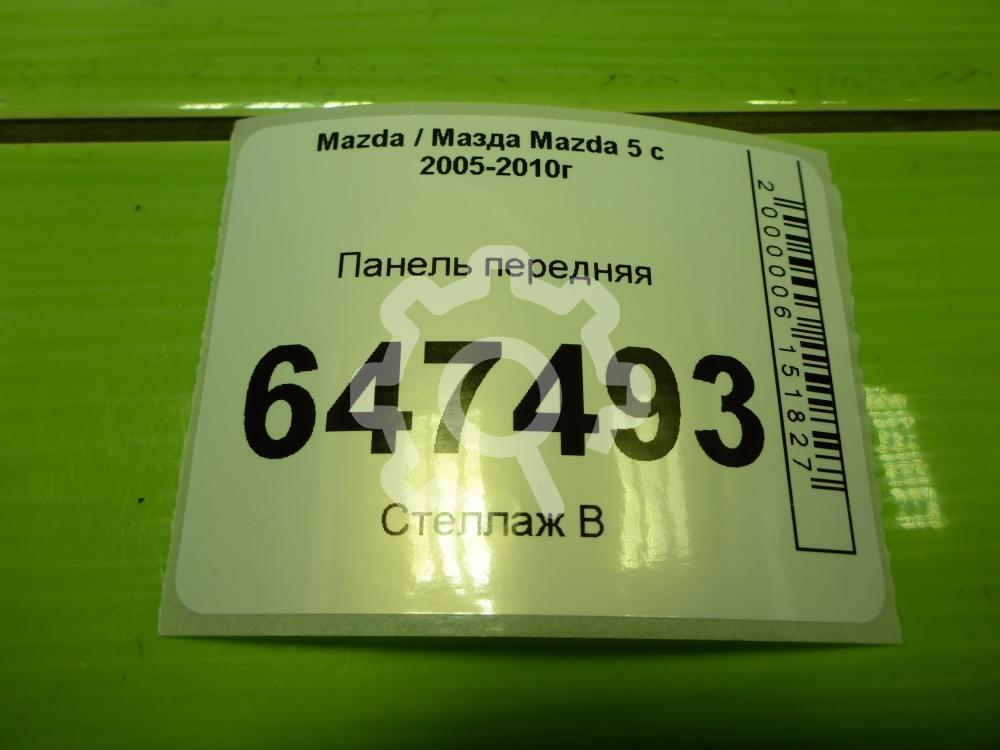 Mazda / Мазда Mazda 5 с
2005-2010г
Панель передняя
647493
Стеллаж В
2000006151827